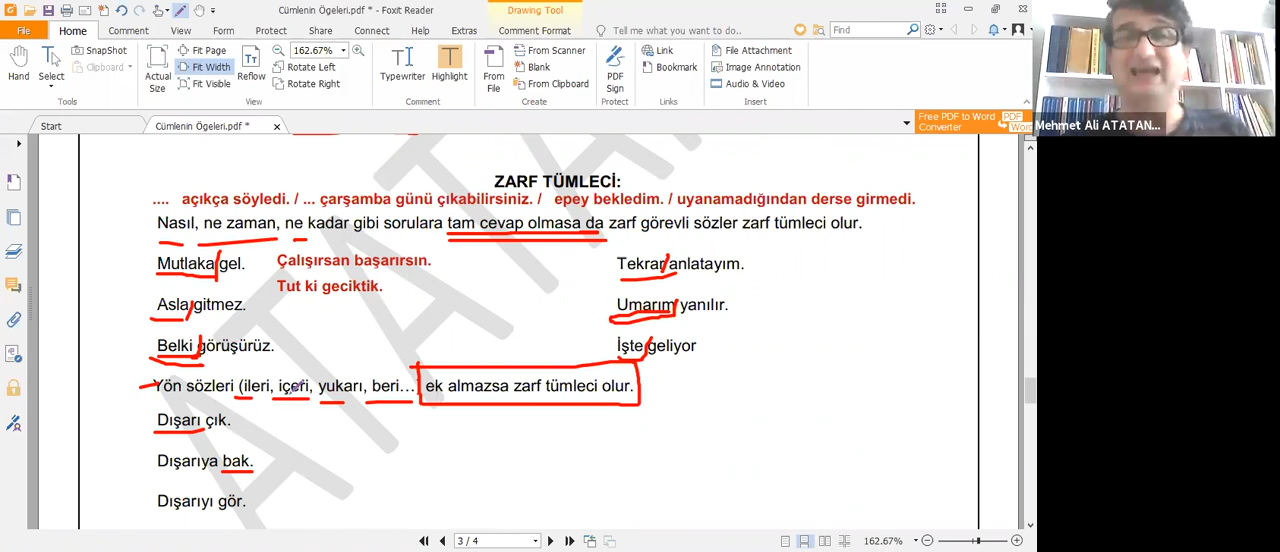 Cümlenin Ögeleri.pdf * - Foxit Reader
Drawing Tool
File Home Comment View Form Protect Share Connect Help Extras Comment Format Tell me what you want to do.. Find
Hand
Select
SnapShot
Clipboard
Tools
Actual Size
Fit Page
Fit Width
Fit Visible
Reflow
162.67%
Rotate Left
Rotate Right
View
Typewriter
Highlight
Comment
From File
From Scanner
Blank
From Clipboard
Create
PDF Sign
Protect
Link
Bookmark
Links
File Attachment
Image Annotation
Audio & Video
Insert
Start
Cümlenin Ögeleri.pdf *
Free PDF to Word Converter
PDF
Word
Mehmet Ali ATATAN...
ATATA
ZARF TÜMLECİ:
.... açıkça söyledi. / ... çarşamba günü çıkabilirsiniz. / epey bekledim. / uyanamadığından derse girmedi.
Nasıl, ne zaman, ne kadar gibi sorulara tam cevap olmasa da zarf görevli sözler zarf tümleci olur.
Mutlaka gel. Çalışırsan başarırsın. Tekrar anlatayım.
Tut ki geciktik.
Asla gitmez. Umarım yanılır.
Belki görüşürüz. İşte geliyor
Yön sözleri (ileri, içeri, yukarı, beri...) ek almazsa zarf tümleci olur.
Dışarı çık.
Dışarıya bak.
Dışarıyı gör.
3 / 4
162.67%